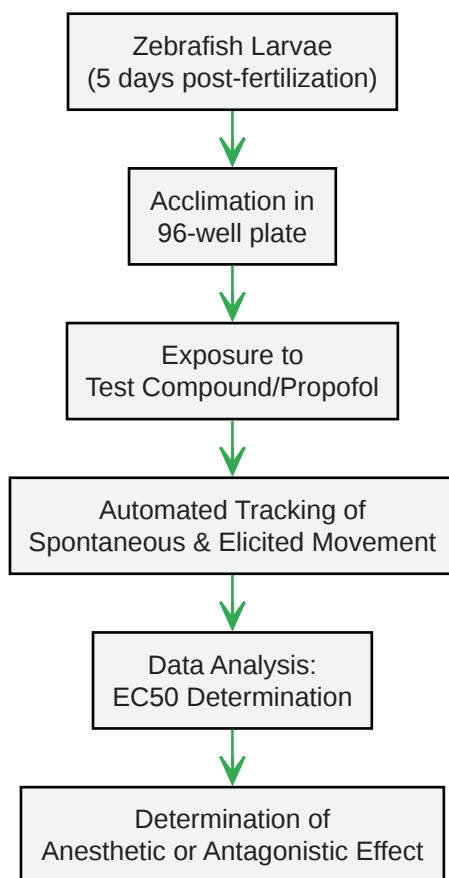 Zebrafish Larvae
(5 days post-fertilization)
Acclimation in
96-well plate
Exposure to
Test Compound/Propofol
Automated Tracking of
Spontaneous & Elicited Movement
Data Analysis:
EC50 Determination
Determination of
Anesthetic or Antagonistic Effect